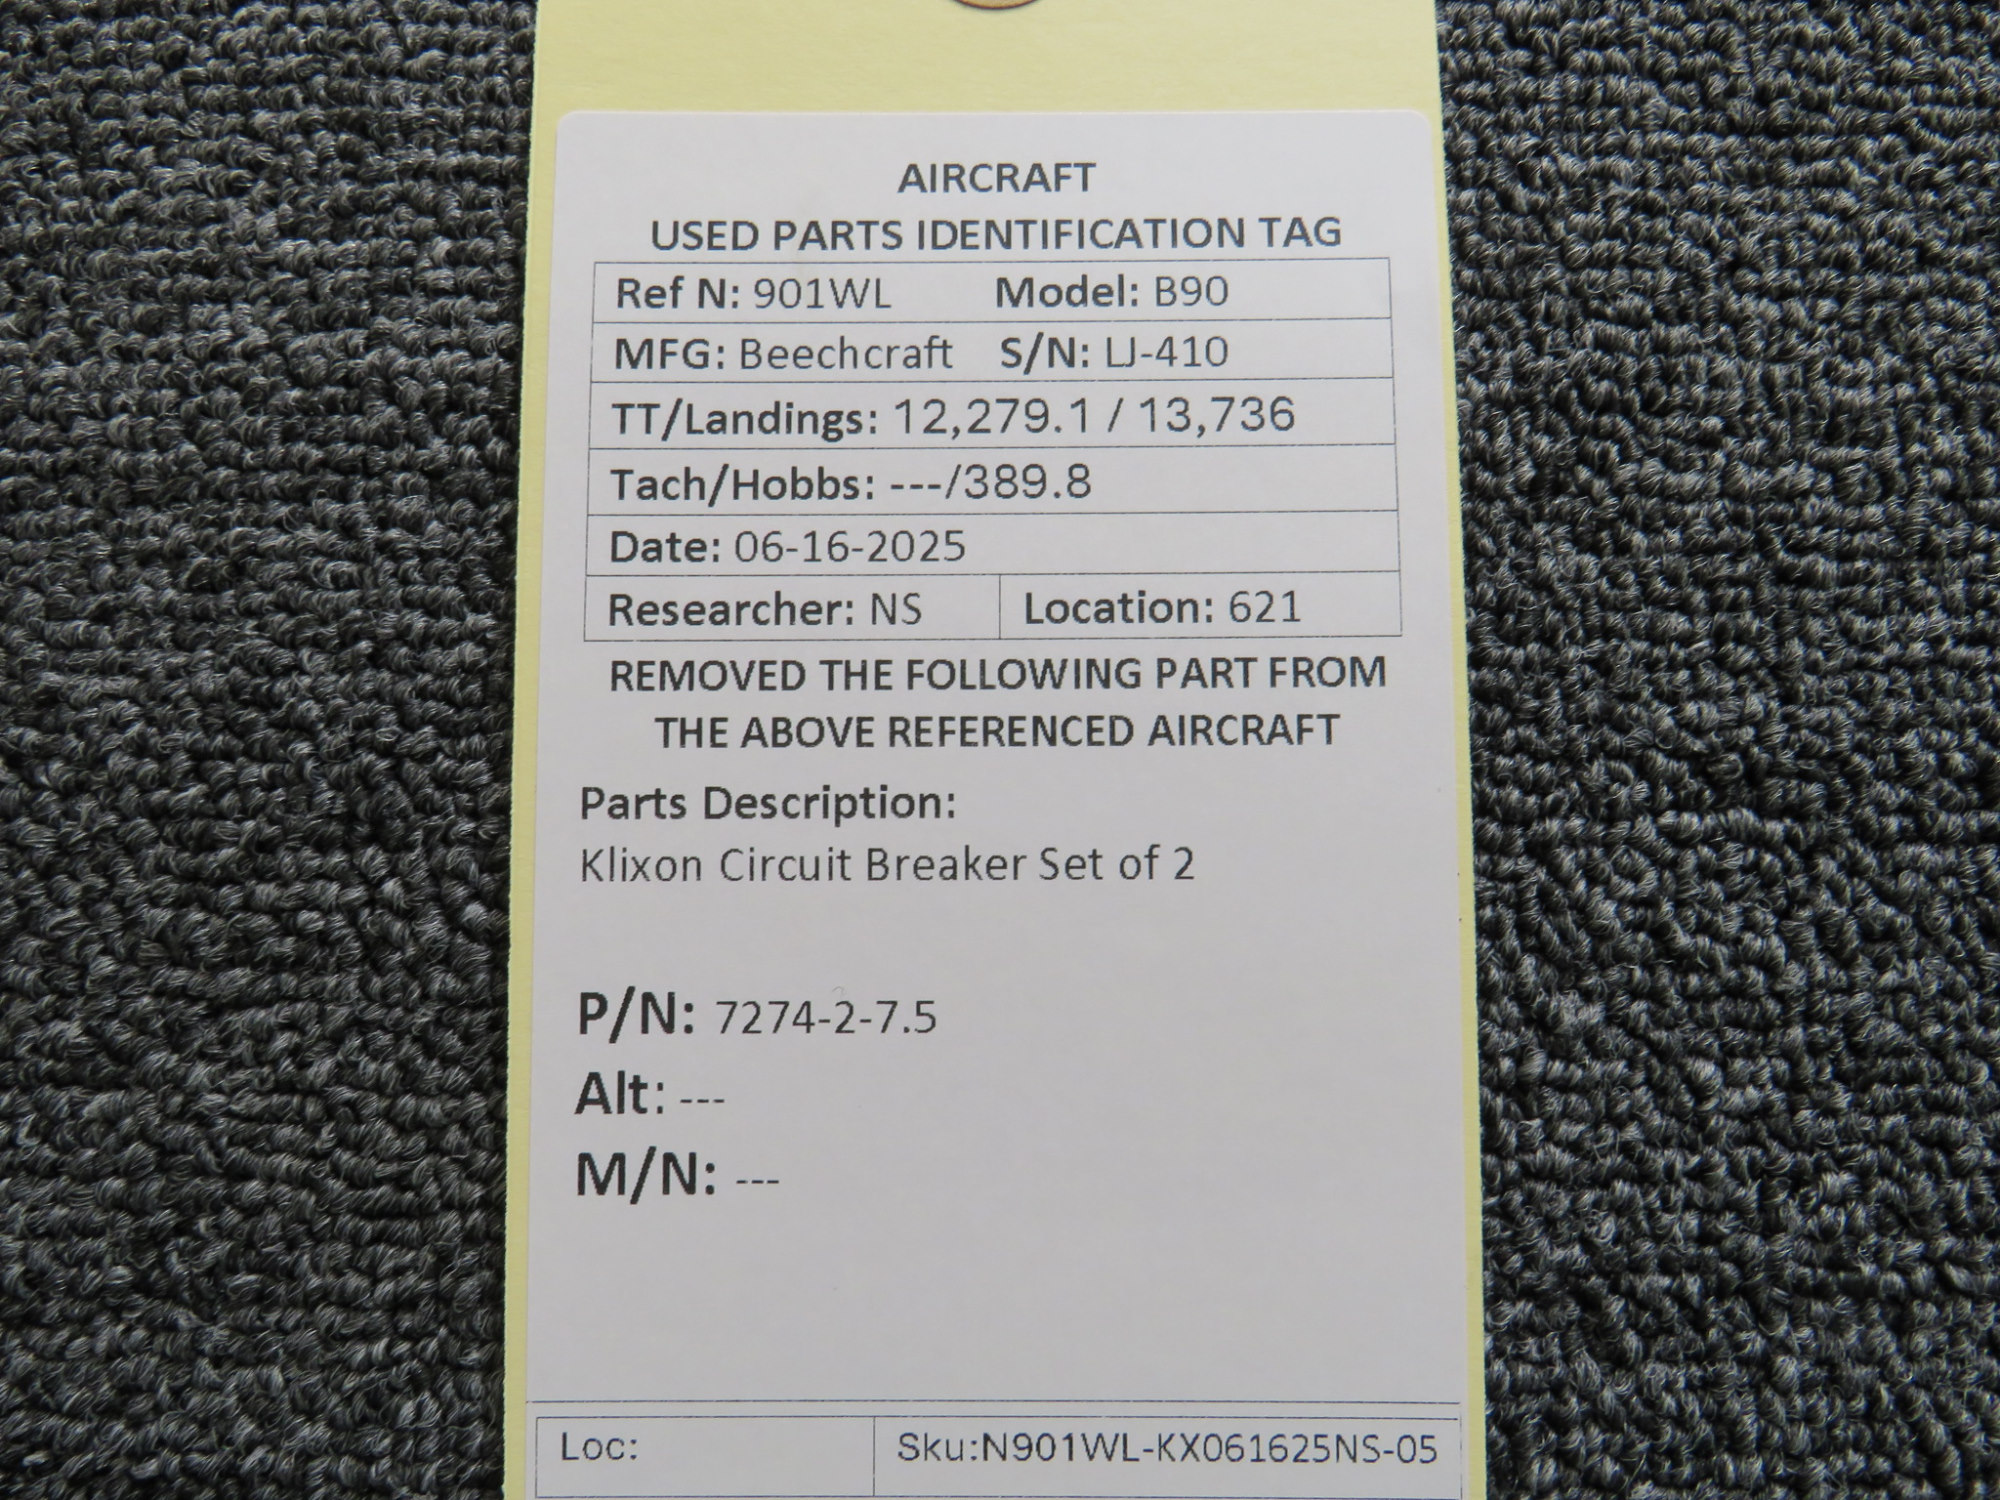 AIRCRAFT
USED PARTS IDENTIFICATION TAG
Ref N: 901WL Model: B90
MFG: Beechcraft S/N: LJ-410
TT/Landings: 12,279.1 / 13,736
Tach/Hobbs: ---/389.8
Date: 06-16-2025
Researcher: NS Location: 621
REMOVED THE FOLLOWING PART FROM
THE ABOVE REFERENCED AIRCRAFT
Parts Description:
Klixon Circuit Breaker Set of 2
P/N: 7274-2-7.5
Alt: ---
M/N: ---
Loc: Sku:N901WL-KX061625NS-05